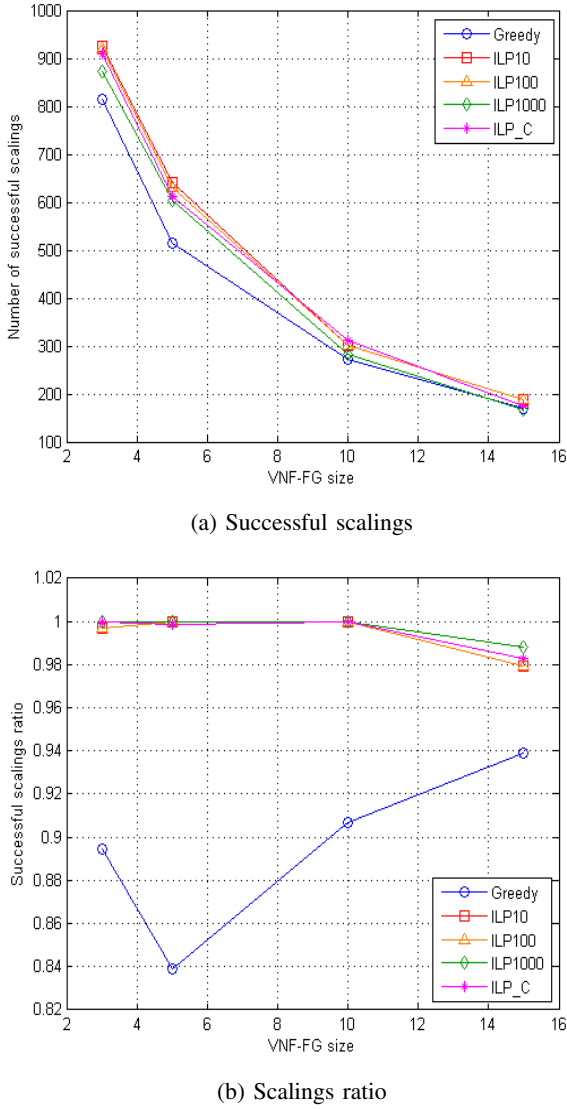 1000
900
800
700
600
500
400
300
200
100
2 4 6 8 10 12 14 16
Number of successful scalings
VNF-FG size
Greedy
ILP10
ILP100
ILP1000
ILP_C
(a) Successful scalings
1.02
1
0.98
0.96
0.94
0.92
0.9
0.88
0.86
0.84
0.82
2 4 6 8 10 12 14 16
Successful scalings ratio
VNF-FG size
Greedy
ILP10
ILP100
ILP1000
ILP_C
(b) Scalings ratio